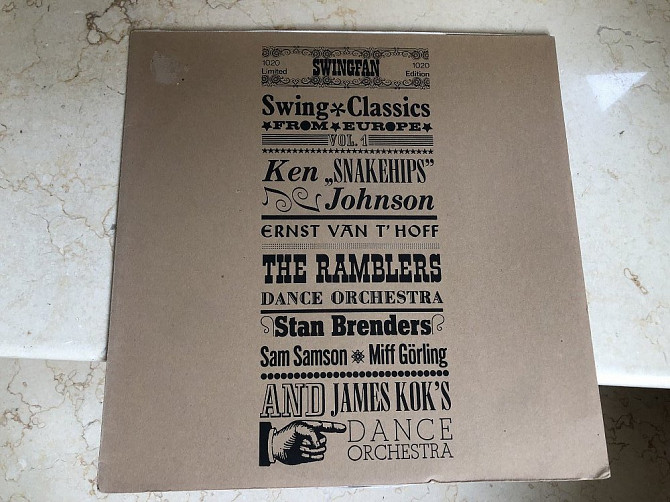 1020 SWINGFAN 1020
Limited Edition
Swing Classics
FROM EUROPE
VOL. 1
Ken „SNAKEHIPS”
Johnson
ERNST VAN T' HOFF
THE RAMBLERS
DANCE ORCHESTRA
Stan Brenders
Sam Samson Miff Görling
AND JAMES KOK'S
DANCE
ORCHESTRA